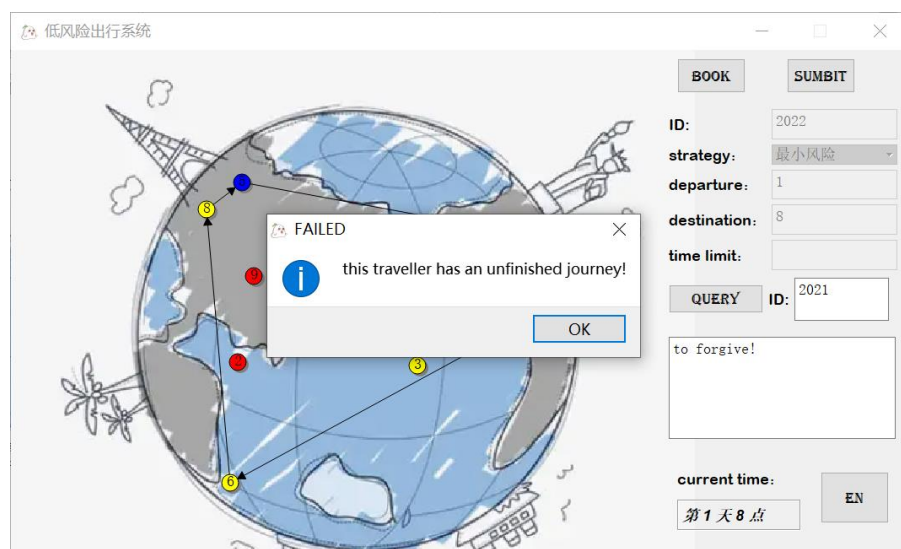 低风险出行系统
BOOK
SUMBIT
ID:
2022
strategy:
最小风险
departure:
1
destination:
8
time limit:
QUERY
ID:
2021
to forgive!
current time:
第1天8点
EN
FAILED
this traveller has an unfinished journey!
OK
8
9
2
3
6